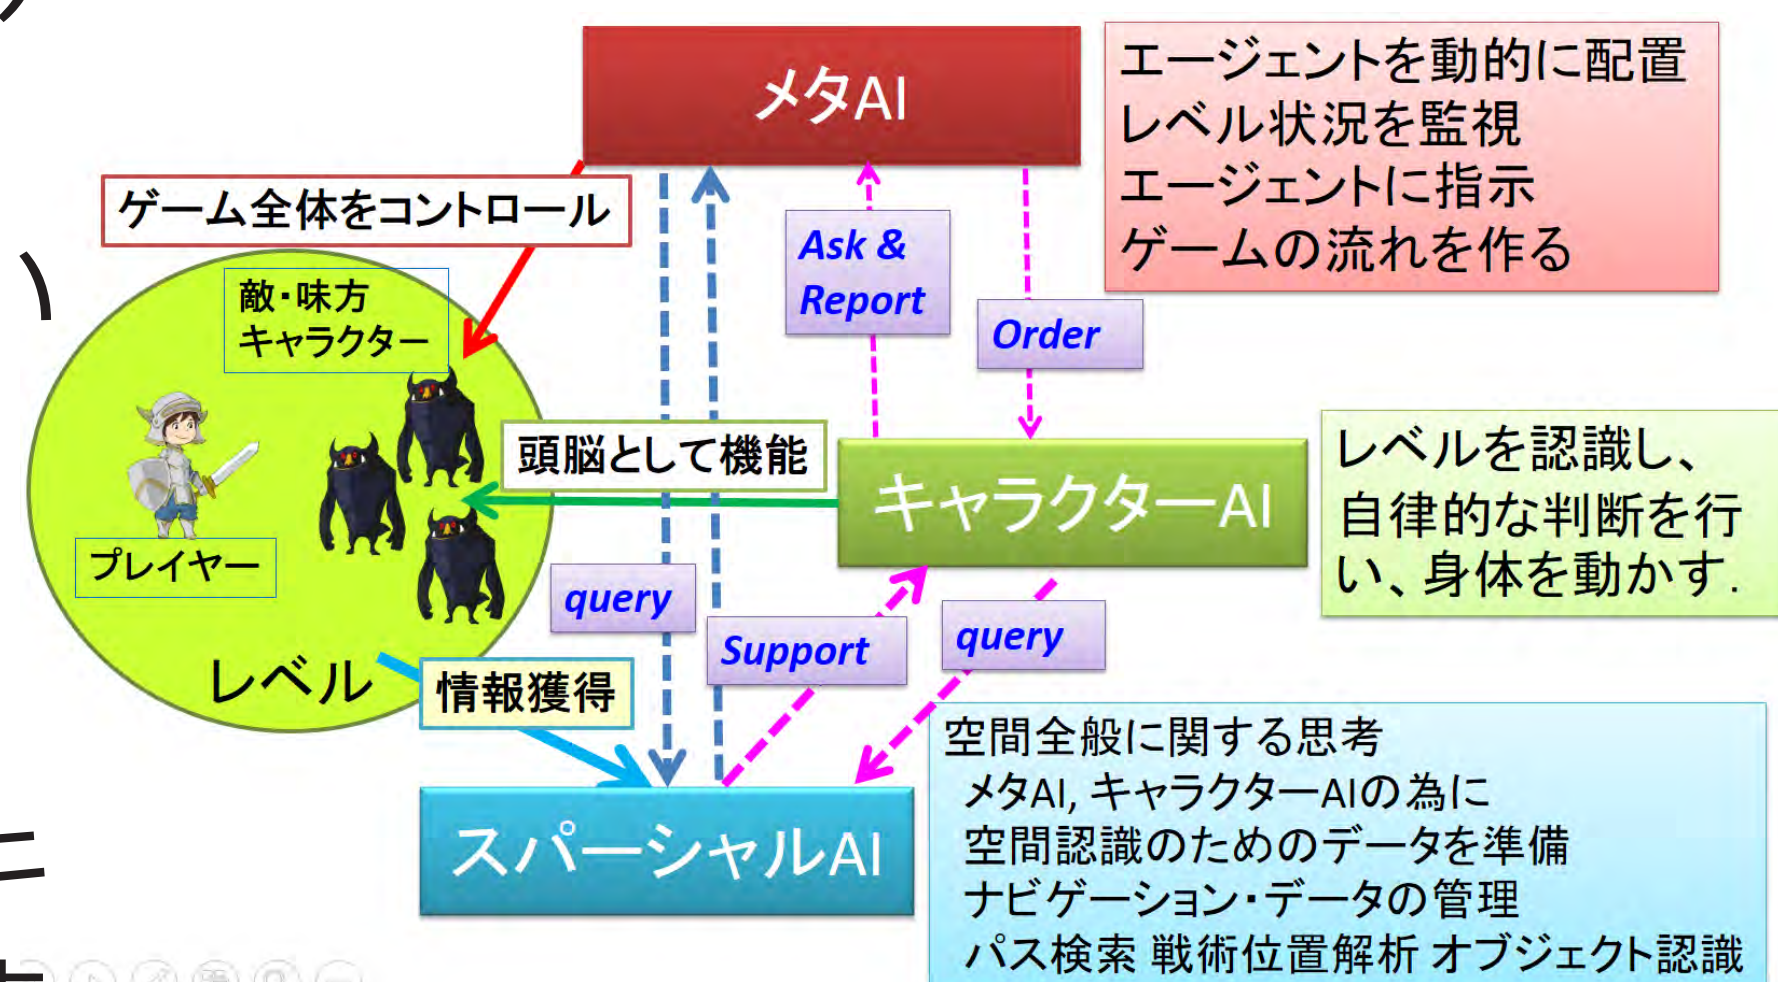 メタAI
エージェントを動的に配置
レベル状況を監視
エージェントに指示
ゲームの流れを作る
ゲーム全体をコントロール
敵・味方
キャラクター
Ask &
Report
Order
頭脳として機能
キャラクターAI
レベルを認識し、
自律的な判断を行
い、身体を動かす.
プレイヤー
query
Support
query
レベル
情報獲得
スパーシャルAI
空間全般に関する思考
メタAI, キャラクターAIの為に
空間認識のためのデータを準備
ナビゲーション・データの管理
パス検索 戦術位置解析 オブジェクト認識